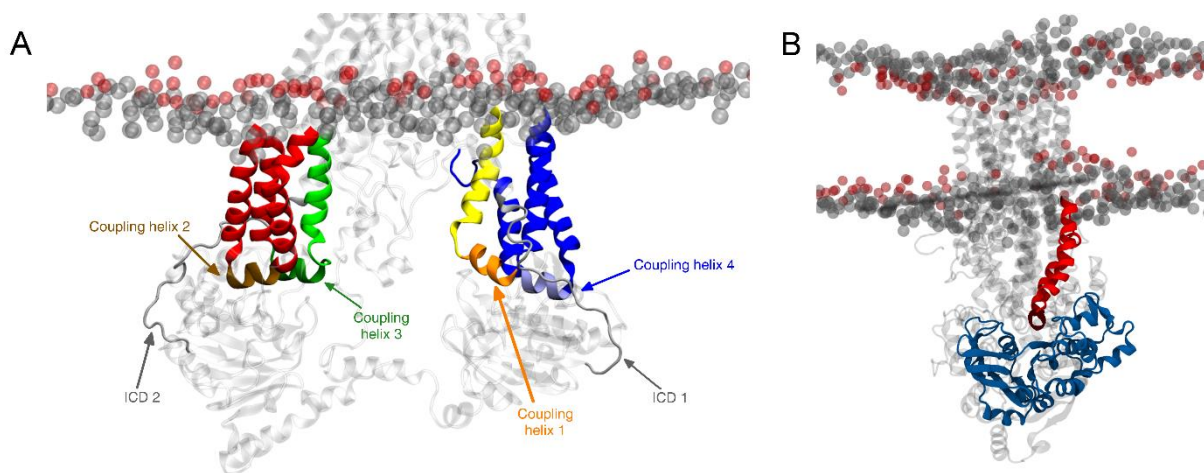 A
B
Coupling helix 2
Coupling helix 4
Coupling
helix 3
ICD 2
ICD 1
Coupling
helix 1